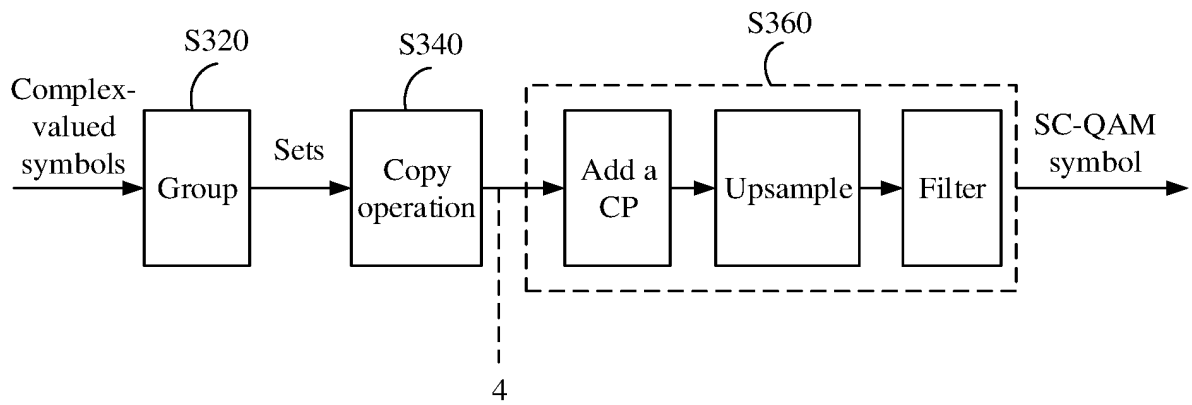 S320
S340
S360
Complex-
valued
symbols
Group
Sets
Copy
operation
Add a
CP
Upsample
Filter
SC-QAM
symbol
4